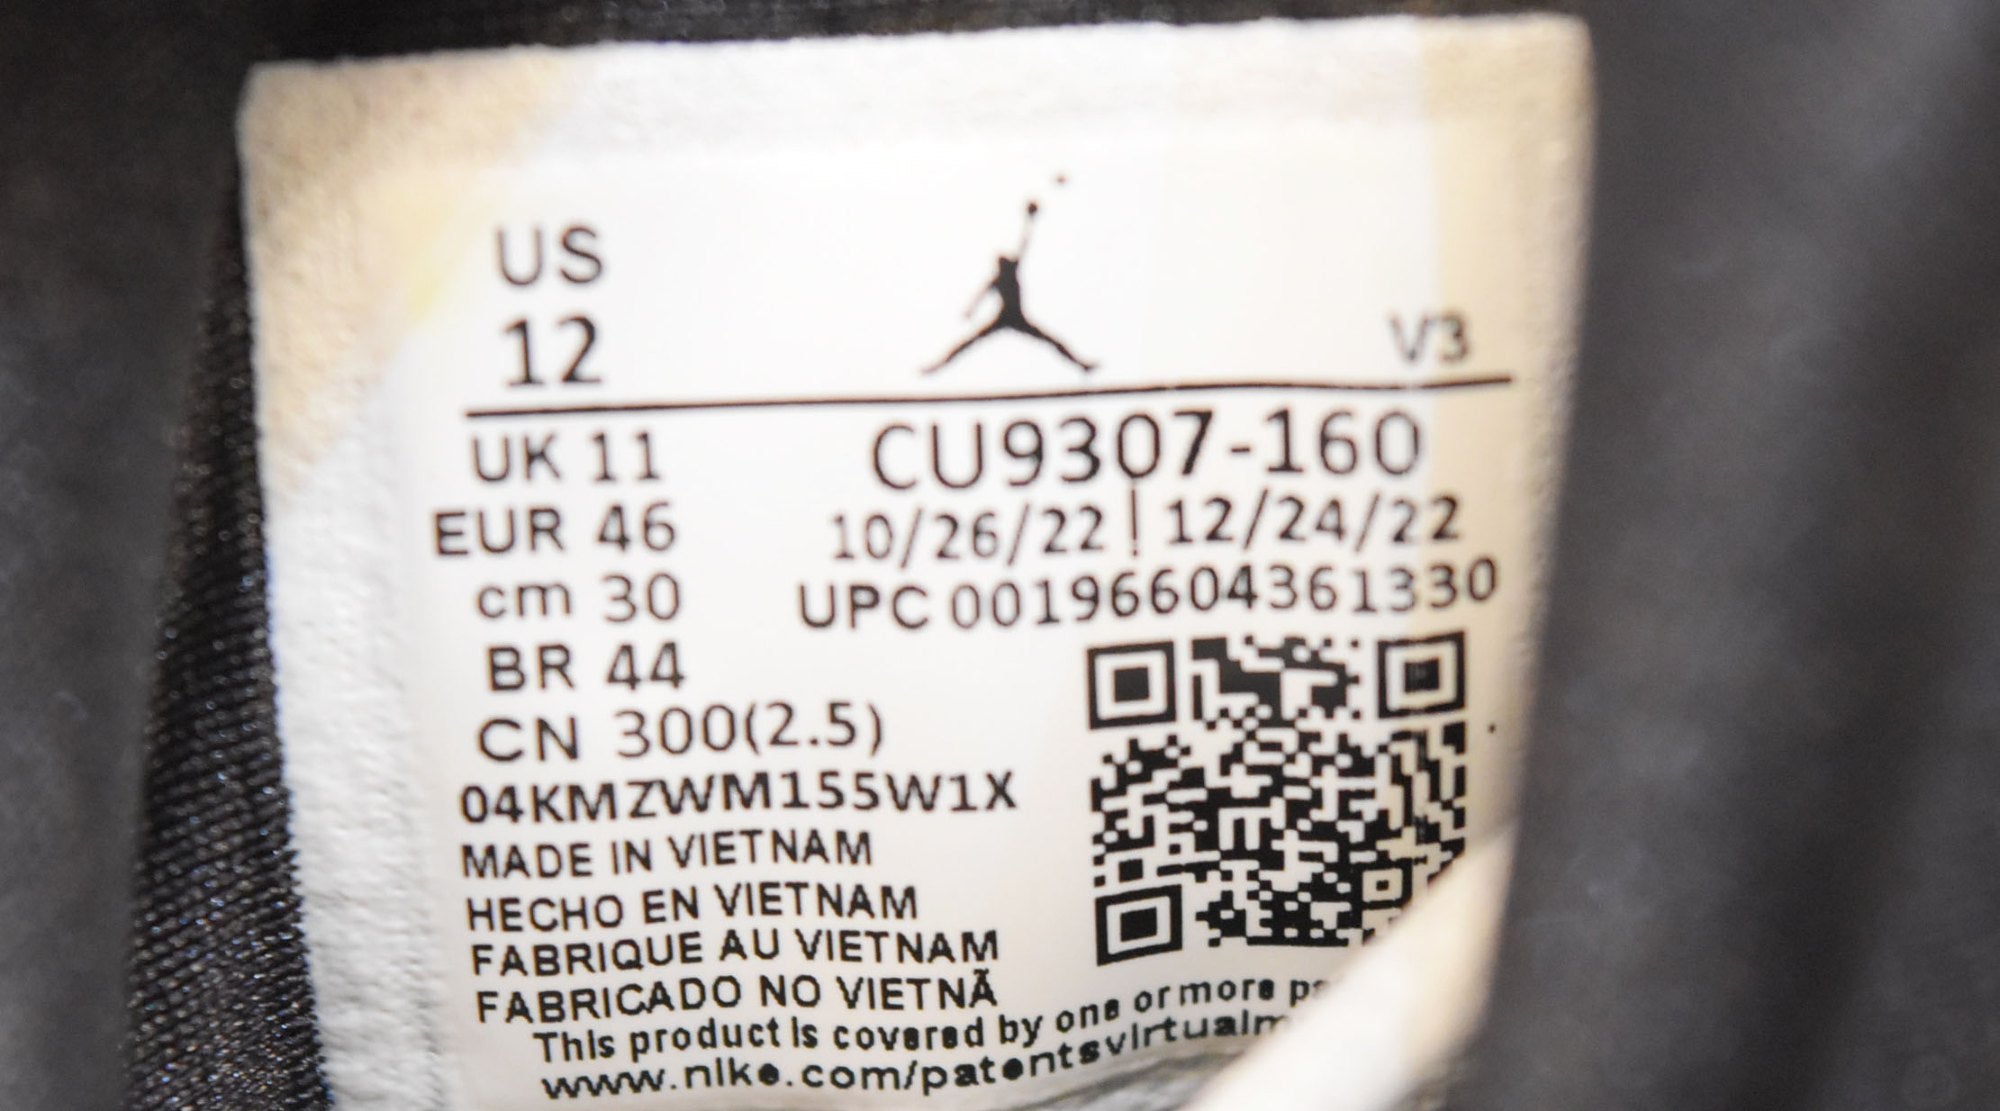 US
12
V3
UK 11
CU9307-160
EUR 46
10/26/22 | 12/24/22
cm 30
UPC 00196604361330
BR 44
CN 300(2.5)
04KMZWM155W1X
MADE IN VIETNAM
HECHO EN VIETNAM
FABRIQUE AU VIETNAM
FABRICADO NO VIETNÃ
This product is covered by one or more
www.nike.com/patentsvirtualm